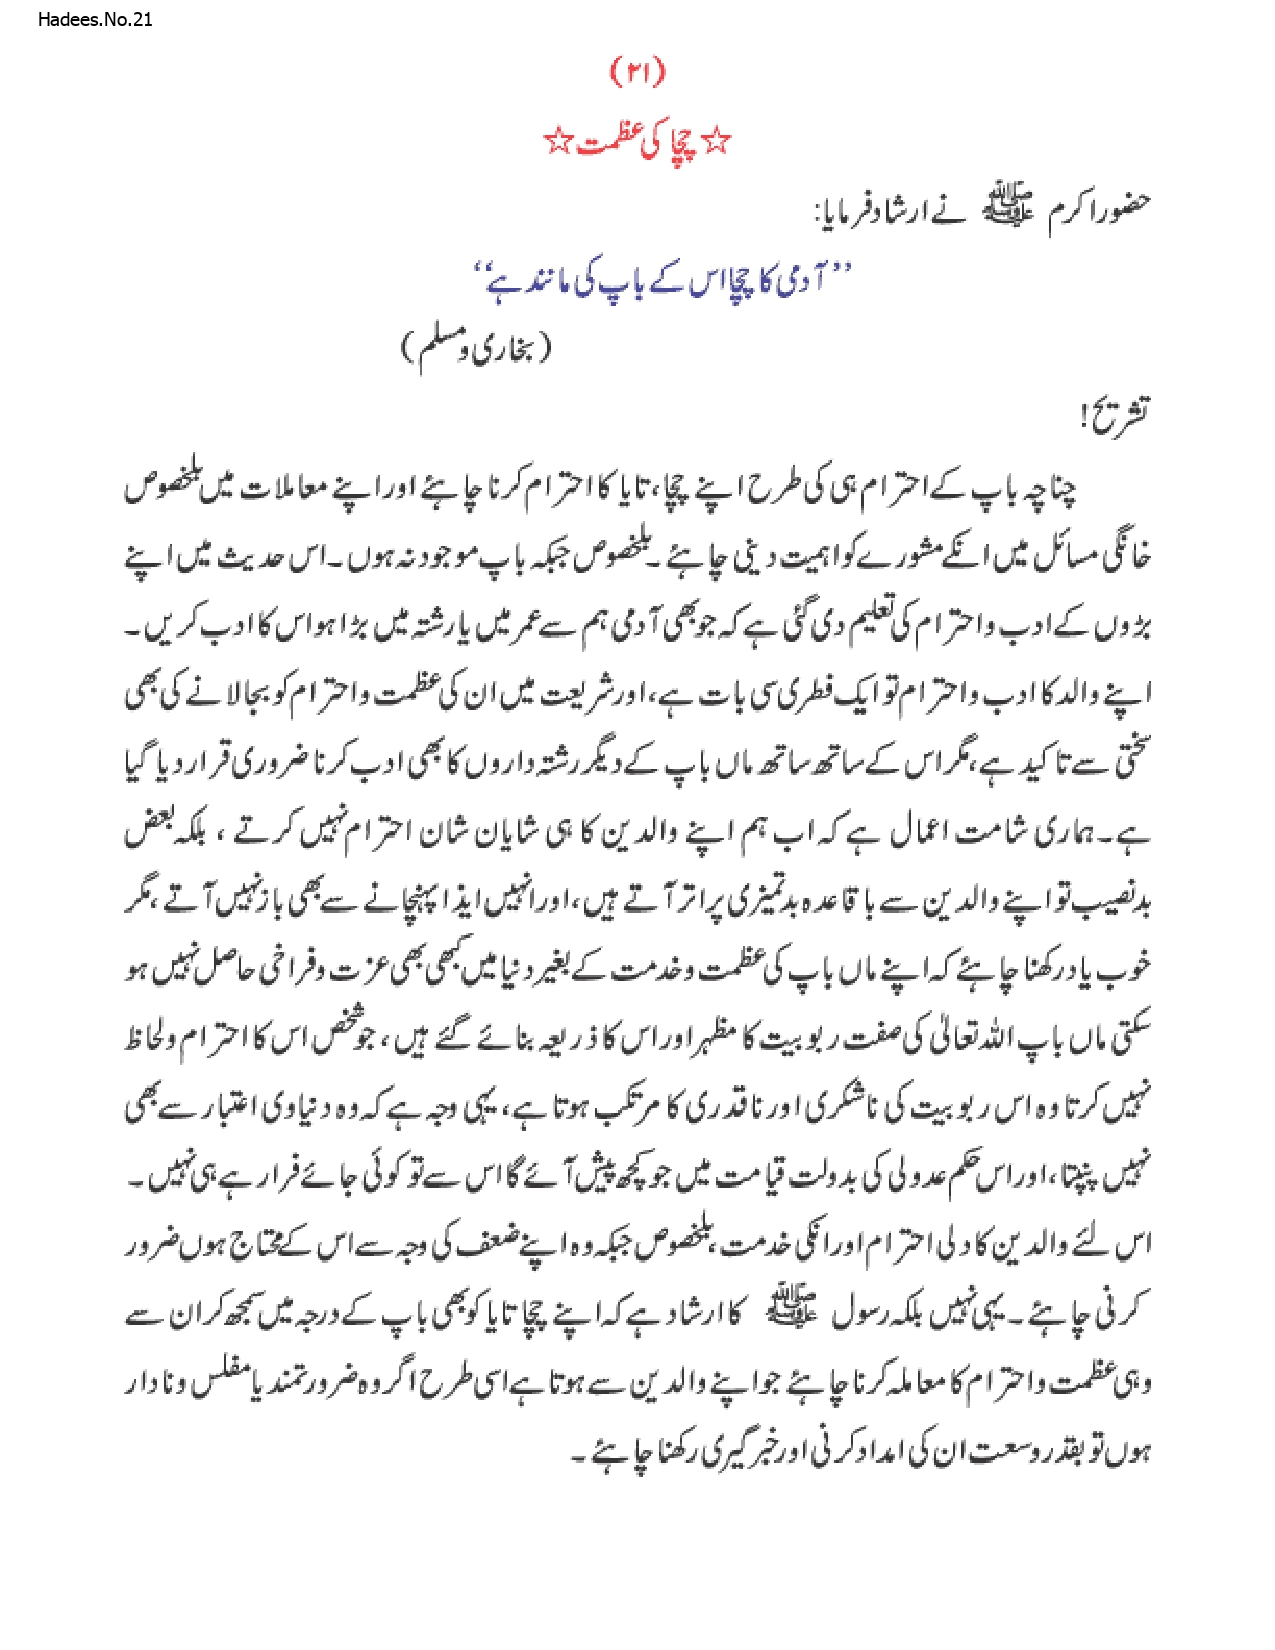 Hadees.No.21
(۲۱)
☆ چچا کی عظمت ☆
حضور اکرم ﷺ نے ارشاد فرمایا:
’’آدمی کا چچا اس کے باپ کی مانند ہے‘‘
(بخاری و مسلم)
تشریح!
چناچہ باپ کے احترام ہی کی طرح اپنے چچا، تایا کا احترام کرنا چاہئے اور اپنے معاملات میں بلخصوص
خانگی مسائل میں انکے مشورے کو اہمیت دینی چاہئے۔ بلخصوص جبکہ باپ موجود نہ ہوں۔ اس حدیث میں اپنے
بڑوں کے ادب و احترام کی تعلیم دی گئی ہے کہ جو بھی آدمی ہم سے عمر میں یا رشتہ میں بڑا ہو اس کا ادب کریں۔
اپنے والد کا ادب و احترام تو ایک فطری سی بات ہے، اور شریعت میں ان کی عظمت و احترام کو بجالانے کی بھی
سختی سے تاکید ہے، مگر اس کے ساتھ ساتھ ماں باپ کے دیگر رشتہ داروں کا بھی ادب کرنا ضروری قرار دیا گیا
ہے۔ ہماری شامت اعمال ہے کہ اب ہم اپنے والدین کا ہی شایان شان احترام نہیں کرتے، بلکہ بعض
بدنصیب تو اپنے والدین سے باقاعدہ بدتمیزی پر اتر آتے ہیں، اور انہیں ایذا پہنچانے سے بھی باز نہیں آتے، مگر
خوب یاد رکھنا چاہئے کہ اپنے ماں باپ کی عظمت و خدمت کے بغیر دنیا میں کبھی بھی عزت و فراخی حاصل نہیں ہو
سکتی ماں باپ اللہ تعالیٰ کی صفت ربوبیت کا مظہر اور اس کا ذریعہ بنائے گئے ہیں، جو شخص اس کا احترام و لحاظ
نہیں کرتا وہ اس ربوبیت کی ناشکری اور ناقدری کا مرتکب ہوتا ہے، یہی وجہ ہے کہ وہ دنیاوی اعتبار سے بھی
نہیں پنپتا، اور اس حکم عدولی کی بدولت قیامت میں جو کچھ پیش آئے گا اس سے تو کوئی جائے فرار ہے ہی نہیں۔
اس لئے والدین کا دلی احترام اور انکی خدمت، بلخصوص جبکہ وہ اپنے ضعف کی وجہ سے اس کے محتاج ہوں ضرور
کرنی چاہئے۔ یہی نہیں بلکہ رسول ﷺ کا ارشاد ہے کہ اپنے چچا تایا کو بھی باپ کے درجہ میں سمجھ کر ان سے
وہی عظمت و احترام کا معاملہ کرنا چاہئے جو اپنے والدین سے ہوتا ہے اسی طرح اگر وہ ضرورتمند یا مفلس و نادار
ہوں تو بقدر وسعت ان کی امداد کرنی اور خبر گیری رکھنا چاہئے۔